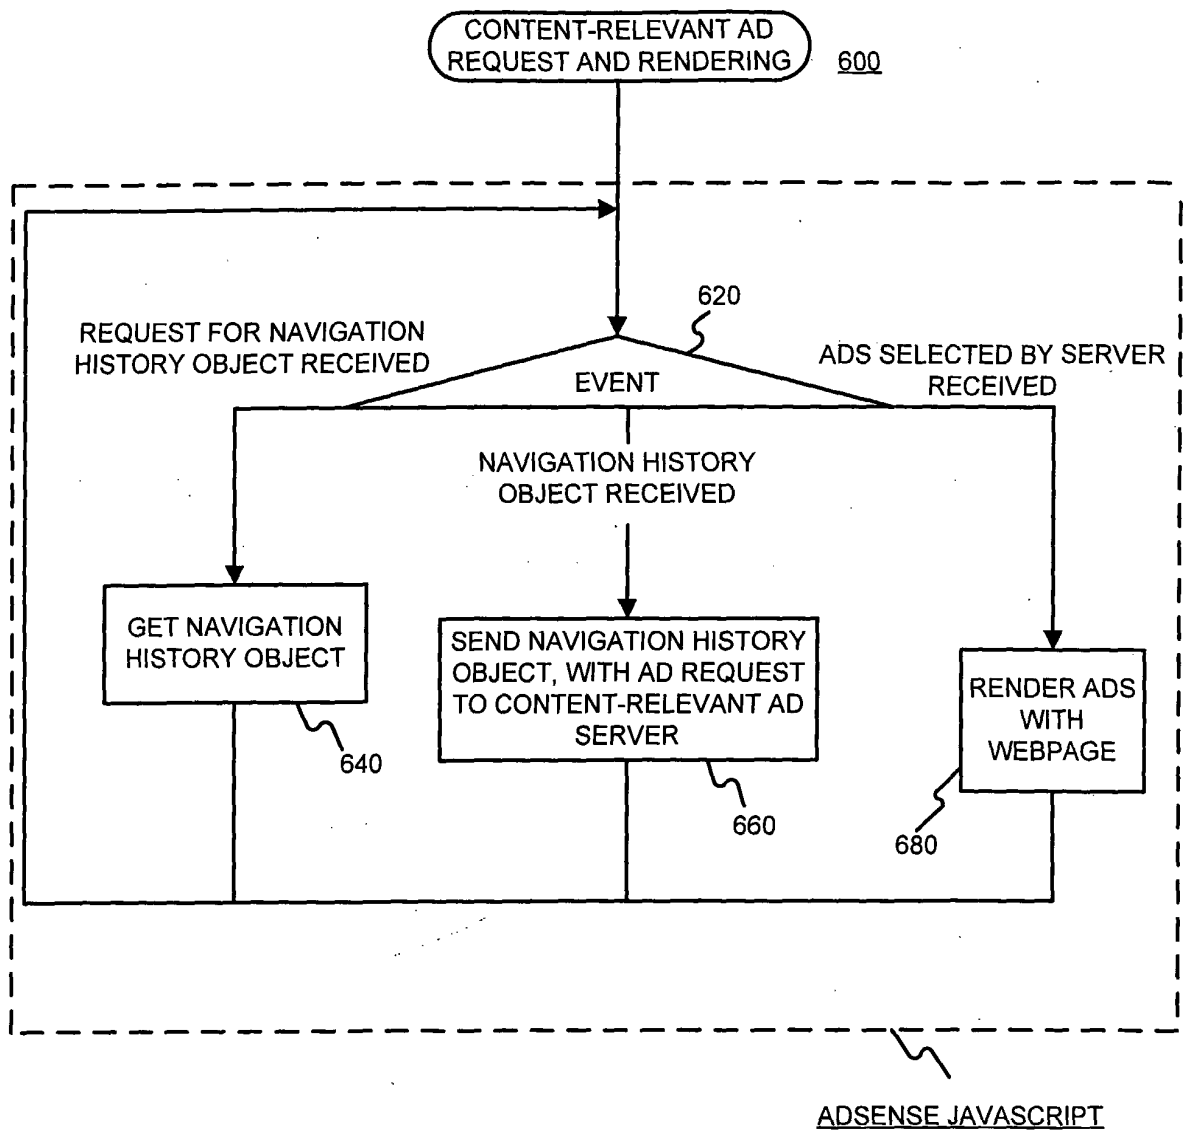 CONTENT-RELEVANT AD
REQUEST AND RENDERING
600
620
REQUEST FOR NAVIGATION
HISTORY OBJECT RECEIVED
ADS SELECTED BY SERVER
RECEIVED
EVENT
NAVIGATION HISTORY
OBJECT RECEIVED
GET NAVIGATION
HISTORY OBJECT
SEND NAVIGATION HISTORY
OBJECT, WITH AD REQUEST
TO CONTENT-RELEVANT AD
SERVER
RENDER ADS
WITH
WEBPAGE
640
660
680
ADSENSE JAVASCRIPT